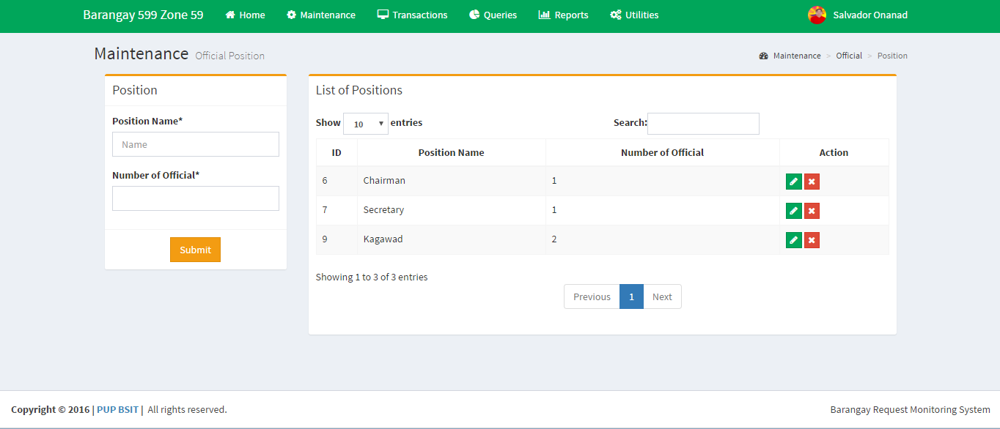 Barangay 599 Zone 59 Home Maintenance Transactions Queries Reports Utilities Salvador Onanad
Maintenance Official Position Maintenance > Official > Position
Position
Position Name*
Name
Number of Official*
Submit
List of Positions
Show 10 entries Search:
ID Position Name Number of Official Action
6 Chairman 1
7 Secretary 1
9 Kagawad 2
Showing 1 to 3 of 3 entries
Previous 1 Next
Copyright © 2016 | PUP BSIT | All rights reserved. Barangay Request Monitoring System